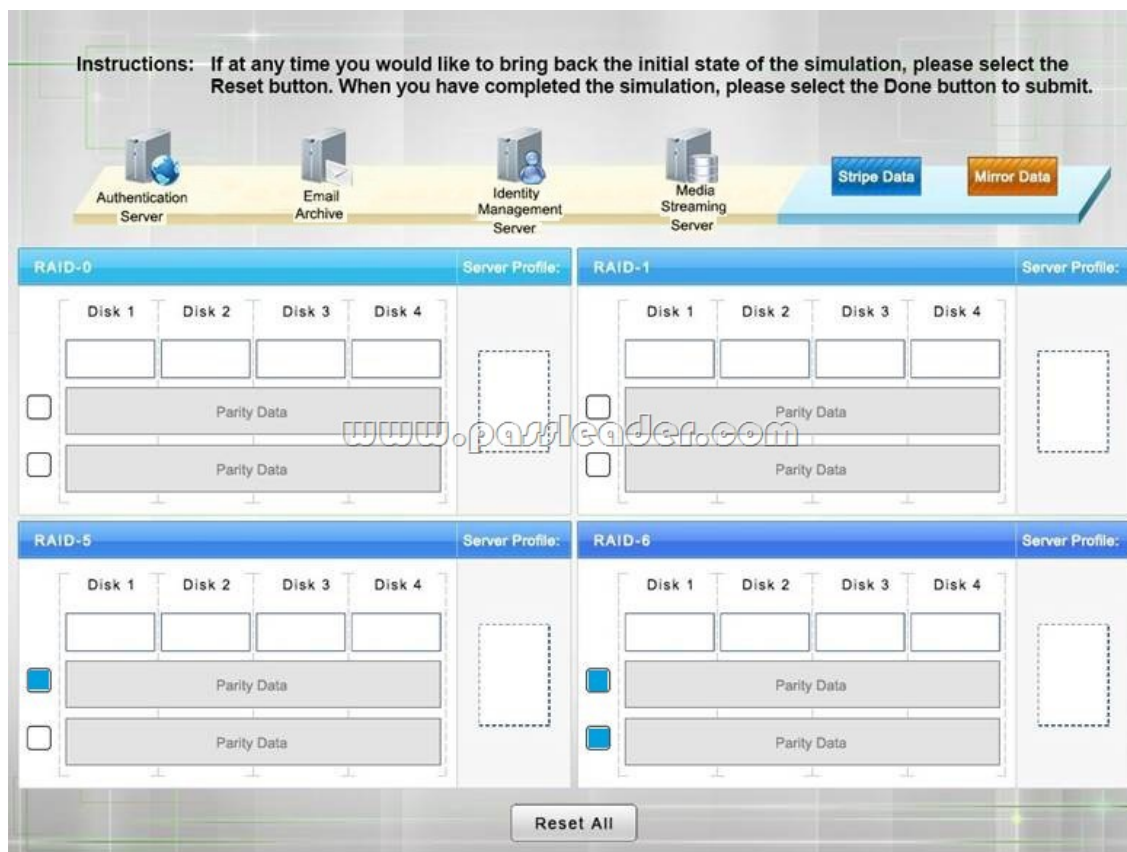 Instructions: If at any time you would like to bring back the initial state of the simulation, please select the
Reset button. When you have completed the simulation, please select the Done button to submit.
Authentication
Server
Email
Archive
Identity
Management
Server
Media
Streaming
Server
Stripe Data
Mirror Data
RAID-0
Server Profile:
Disk 1 Disk 2 Disk 3 Disk 4
Parity Data
Parity Data
RAID-1
Server Profile:
Disk 1 Disk 2 Disk 3 Disk 4
Parity Data
Parity Data
www.passleader.com
RAID-5
Server Profile:
Disk 1 Disk 2 Disk 3 Disk 4
Parity Data
Parity Data
RAID-6
Server Profile:
Disk 1 Disk 2 Disk 3 Disk 4
Parity Data
Parity Data
Reset All